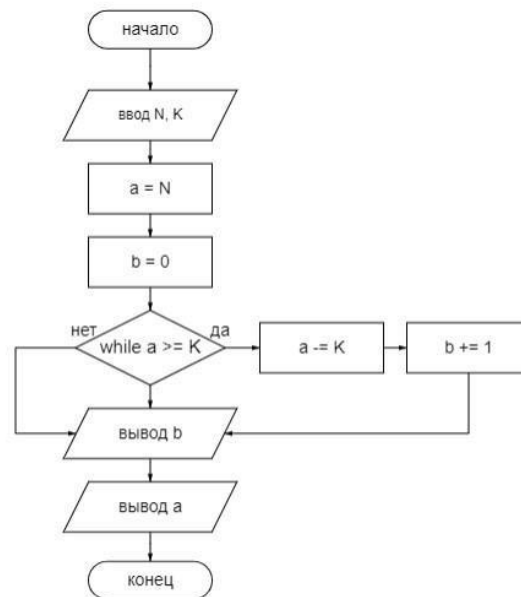 начало
ввод N, K
a = N
b = 0
нет
да
while a >= K
a -= K
b += 1
вывод b
вывод a
конец